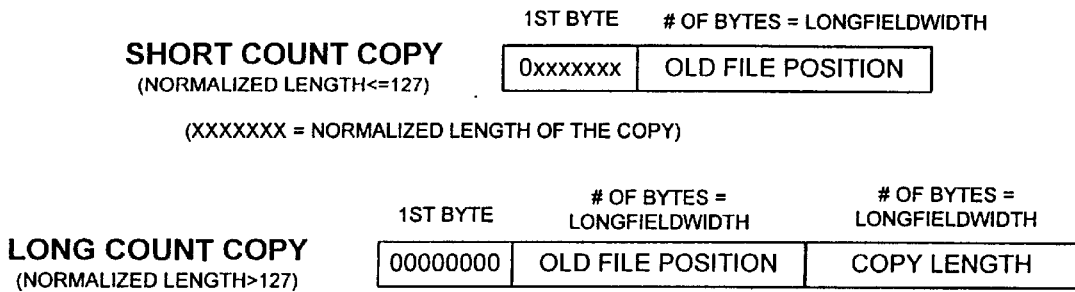 1ST BYTE # OF BYTES = LONGFIELDWIDTH
SHORT COUNT COPY
(NORMALIZED LENGTH<=127)
0xxxxxxx OLD FILE POSITION
(XXXXXXX = NORMALIZED LENGTH OF THE COPY)
1ST BYTE # OF BYTES = LONGFIELDWIDTH # OF BYTES = LONGFIELDWIDTH
LONG COUNT COPY
(NORMALIZED LENGTH>127)
00000000 OLD FILE POSITION COPY LENGTH